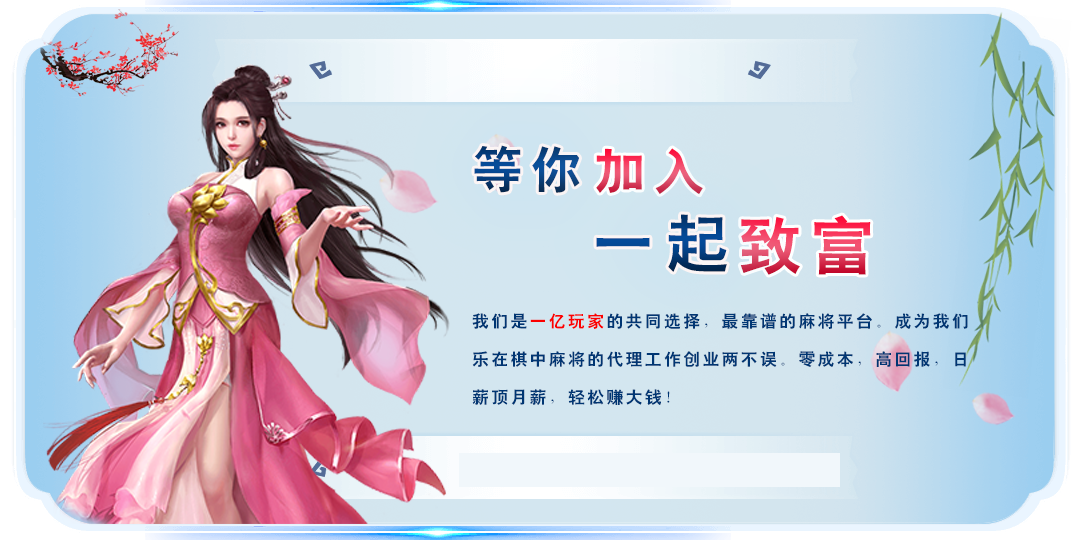 等你加入
一起致富
我们是一亿玩家的共同选择，最靠谱的麻将平台。成为我们
乐在棋中麻将的代理工作创业两不误。零成本，高回报，日
薪顶月薪，轻松赚大钱！